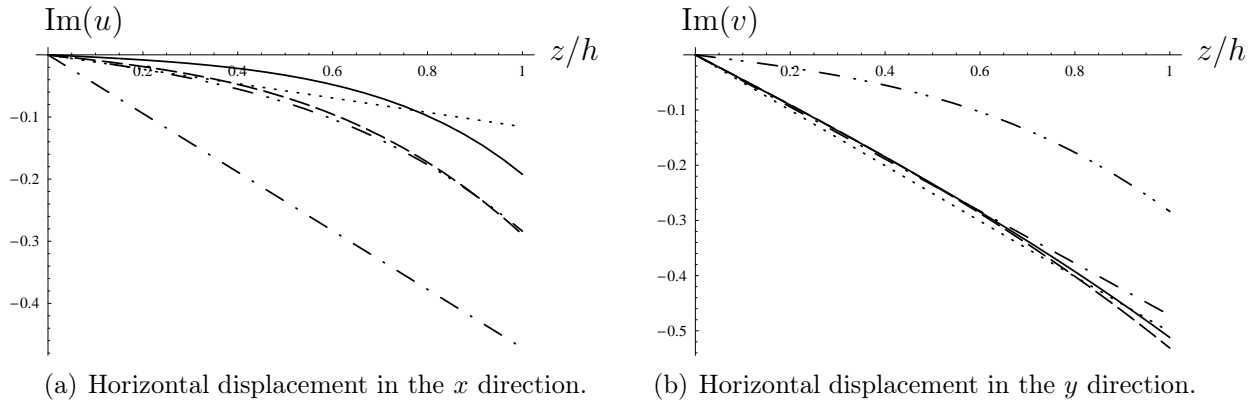 Im(u)
z/h
0.2 0.4 0.6 0.8 1
-0.1
-0.2
-0.3
-0.4
(a) Horizontal displacement in the x direction.
Im(v)
z/h
0.2 0.4 0.6 0.8 1
-0.1
-0.2
-0.3
-0.4
-0.5
(b) Horizontal displacement in the y direction.